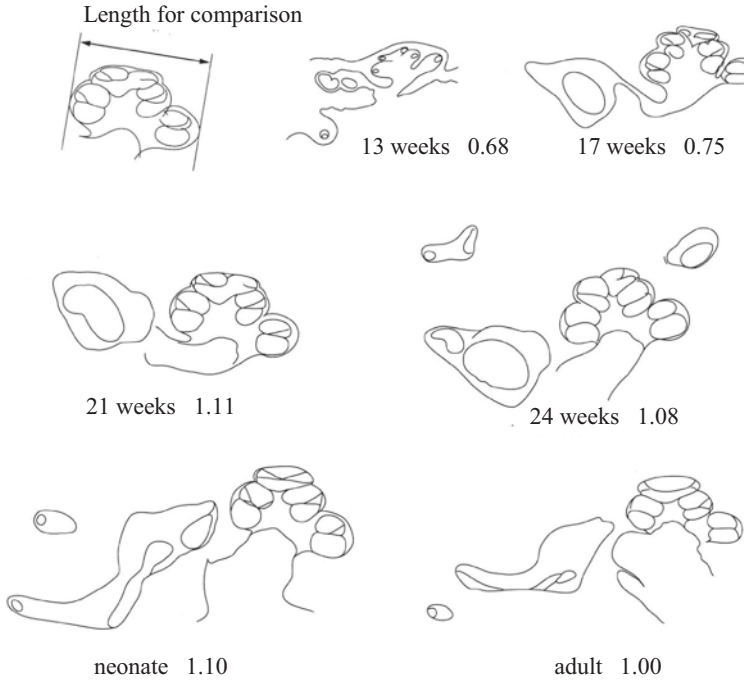 Length for comparison
13 weeks 0.68
17 weeks 0.75
21 weeks 1.11
24 weeks 1.08
neonate 1.10
adult 1.00